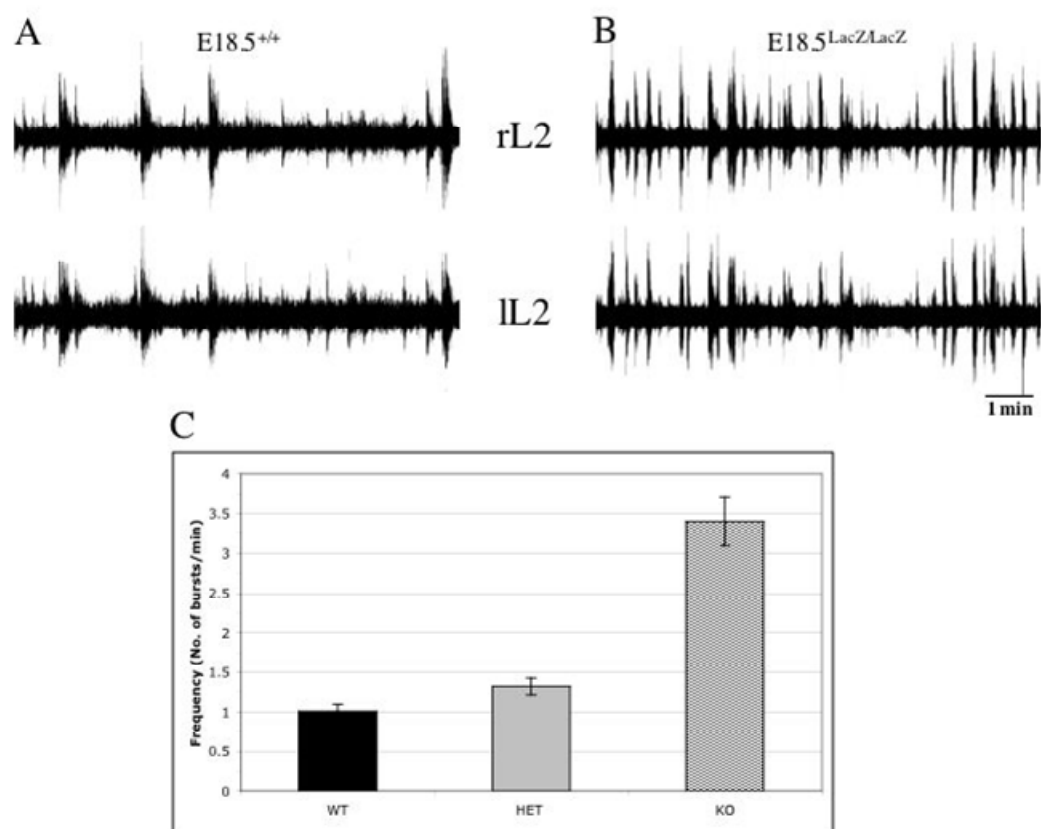 A
E18.5+/+
B
E18.5LacZ/LacZ
rL2
lL2
1 min
C
Frequency (No. of bursts/min)
4
3.5
3
2.5
2
1.5
1
0.5
0
WT
HET
KO